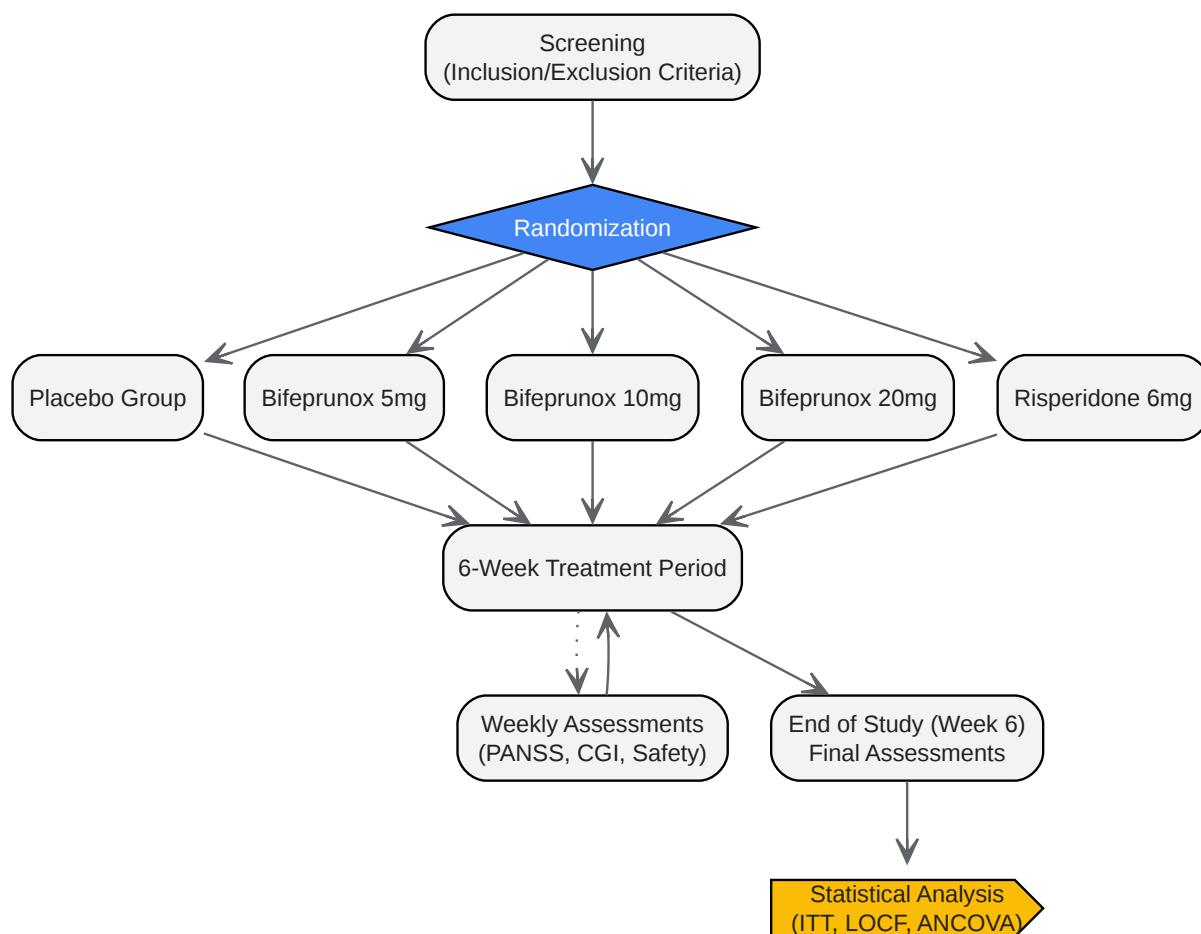 Screening
(Inclusion/Exclusion Criteria)
Randomization
Placebo Group
Bifeprunox 5mg
Bifeprunox 10mg
Bifeprunox 20mg
Risperidone 6mg
6-Week Treatment Period
Weekly Assessments
(PANSS, CGI, Safety)
End of Study (Week 6)
Final Assessments
Statistical Analysis
(ITT, LOCF, ANCOVA)